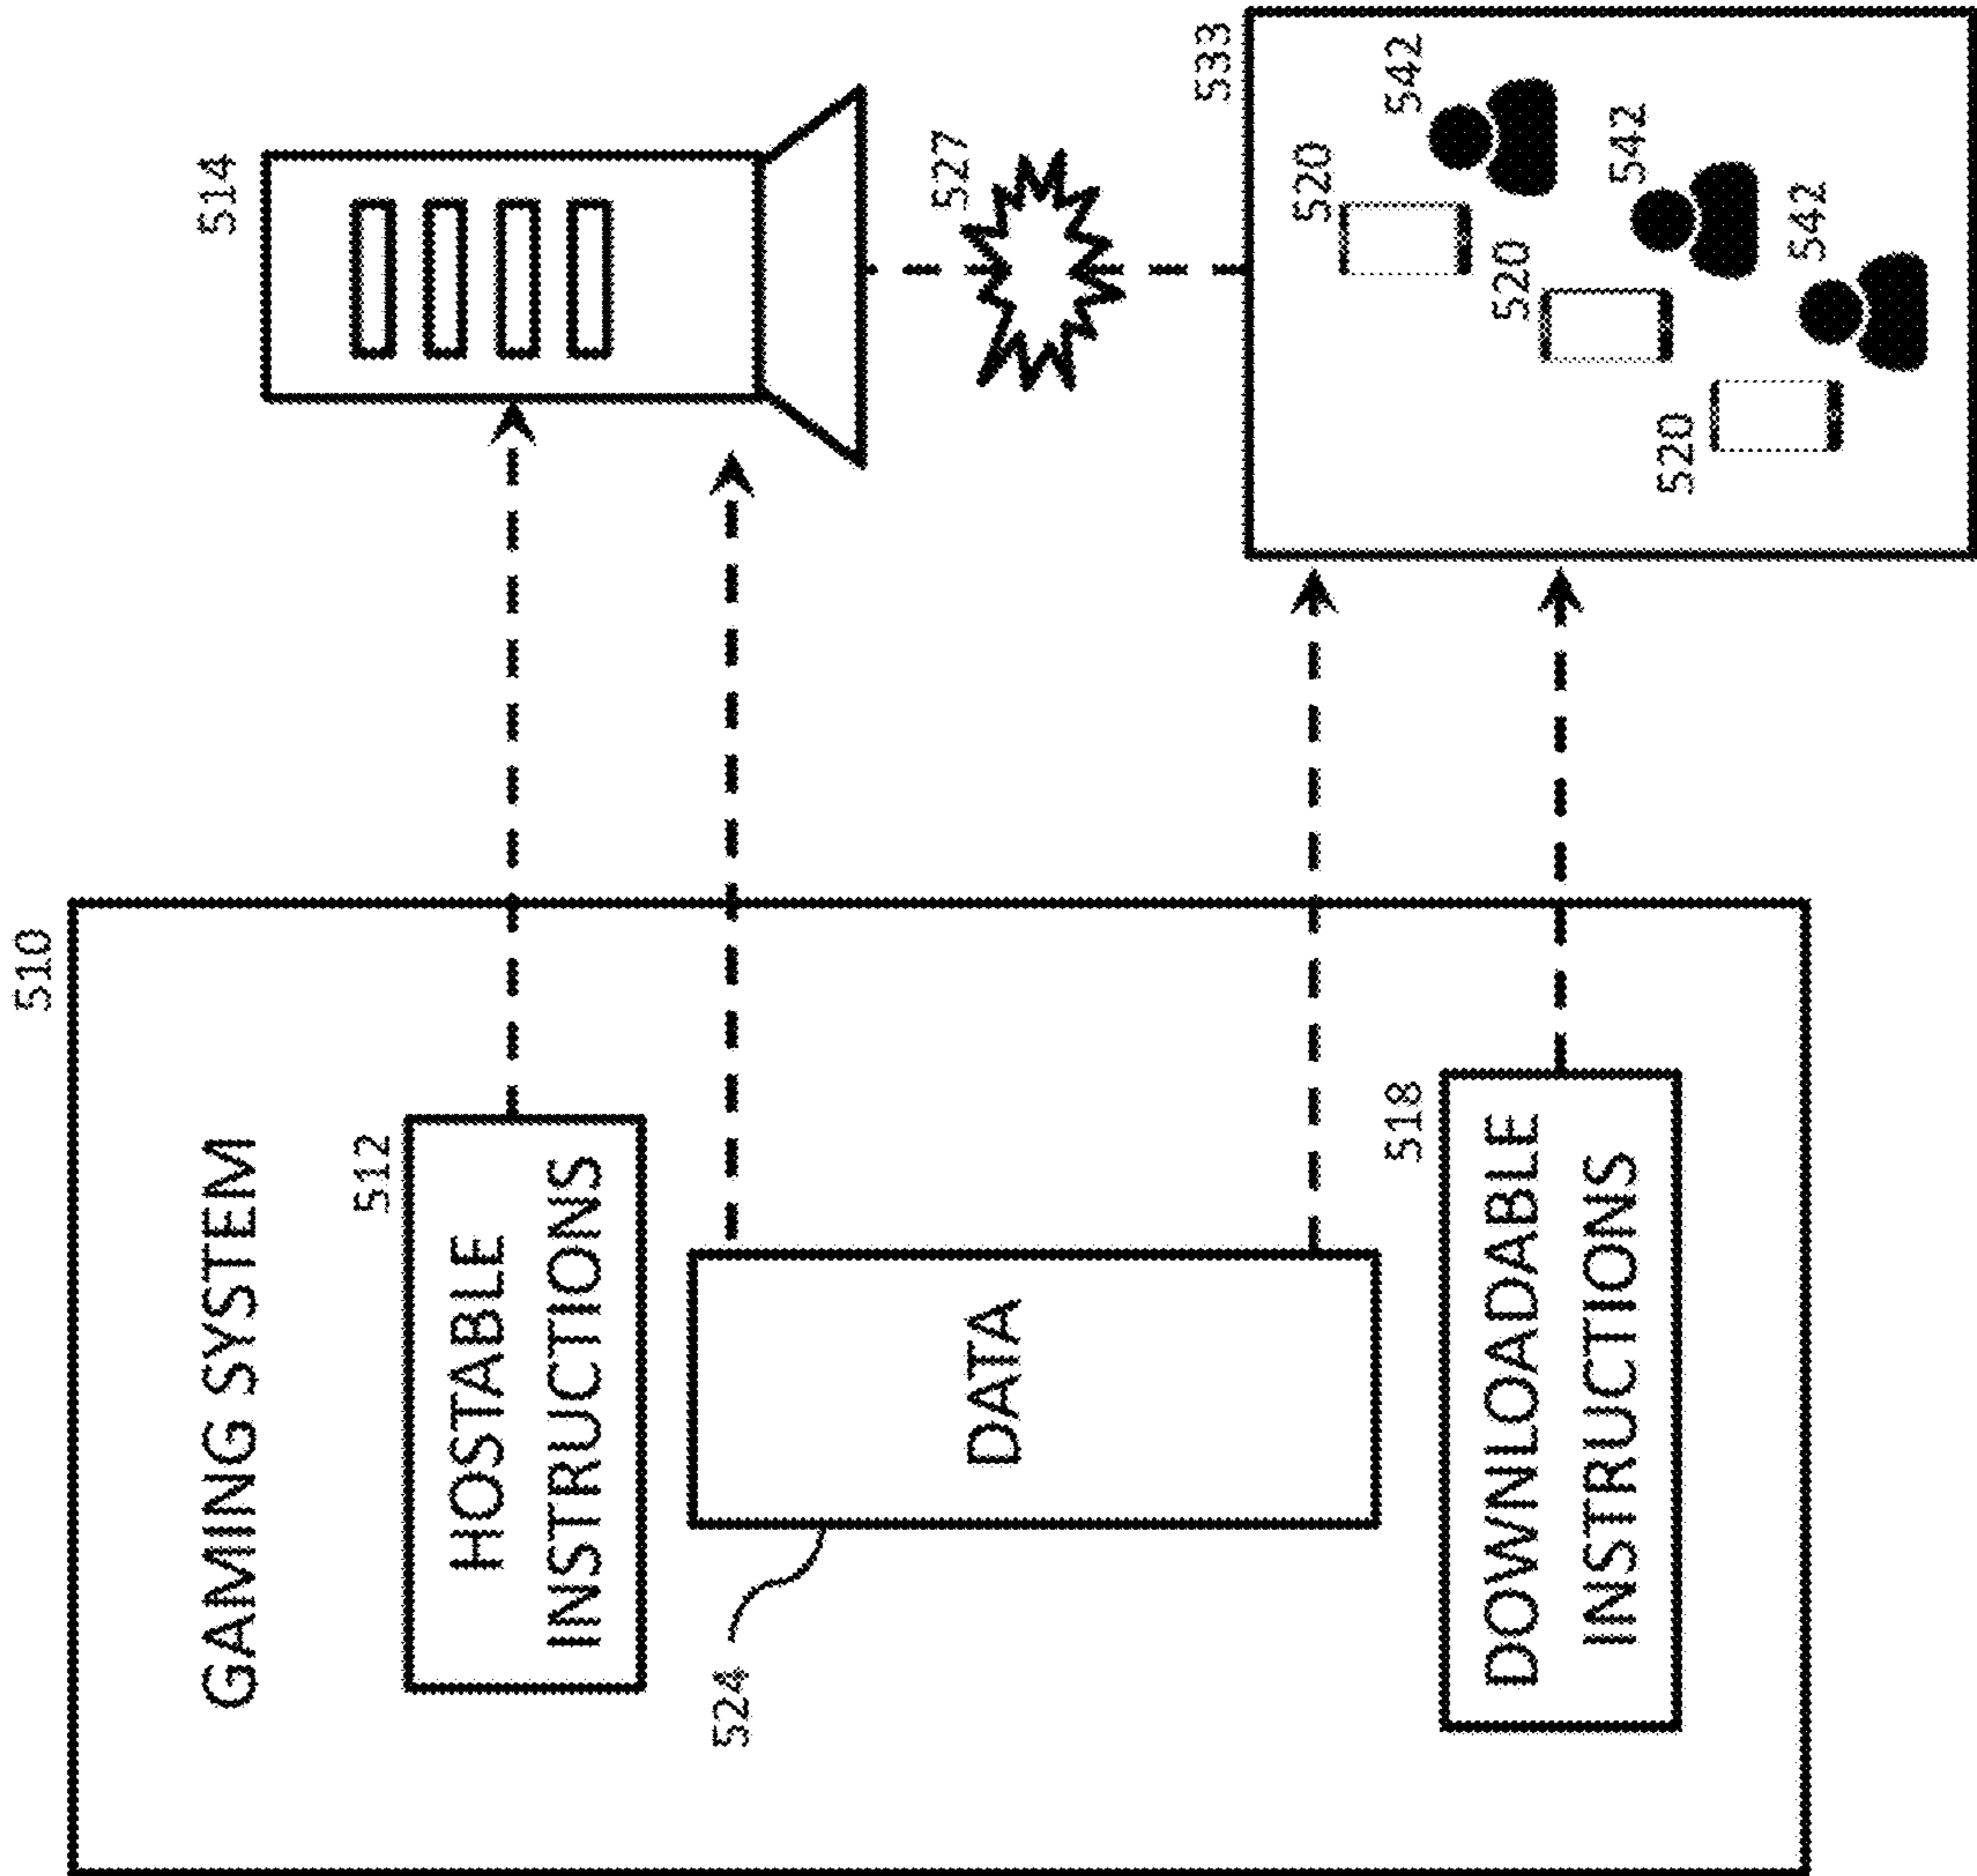 510
GAMING SYSTEM
512
HOSTABLE
INSTRUCTIONS
524
DATA
518
DOWNLOADABLE
INSTRUCTIONS
514
527
533
520
542
520
542
520
542